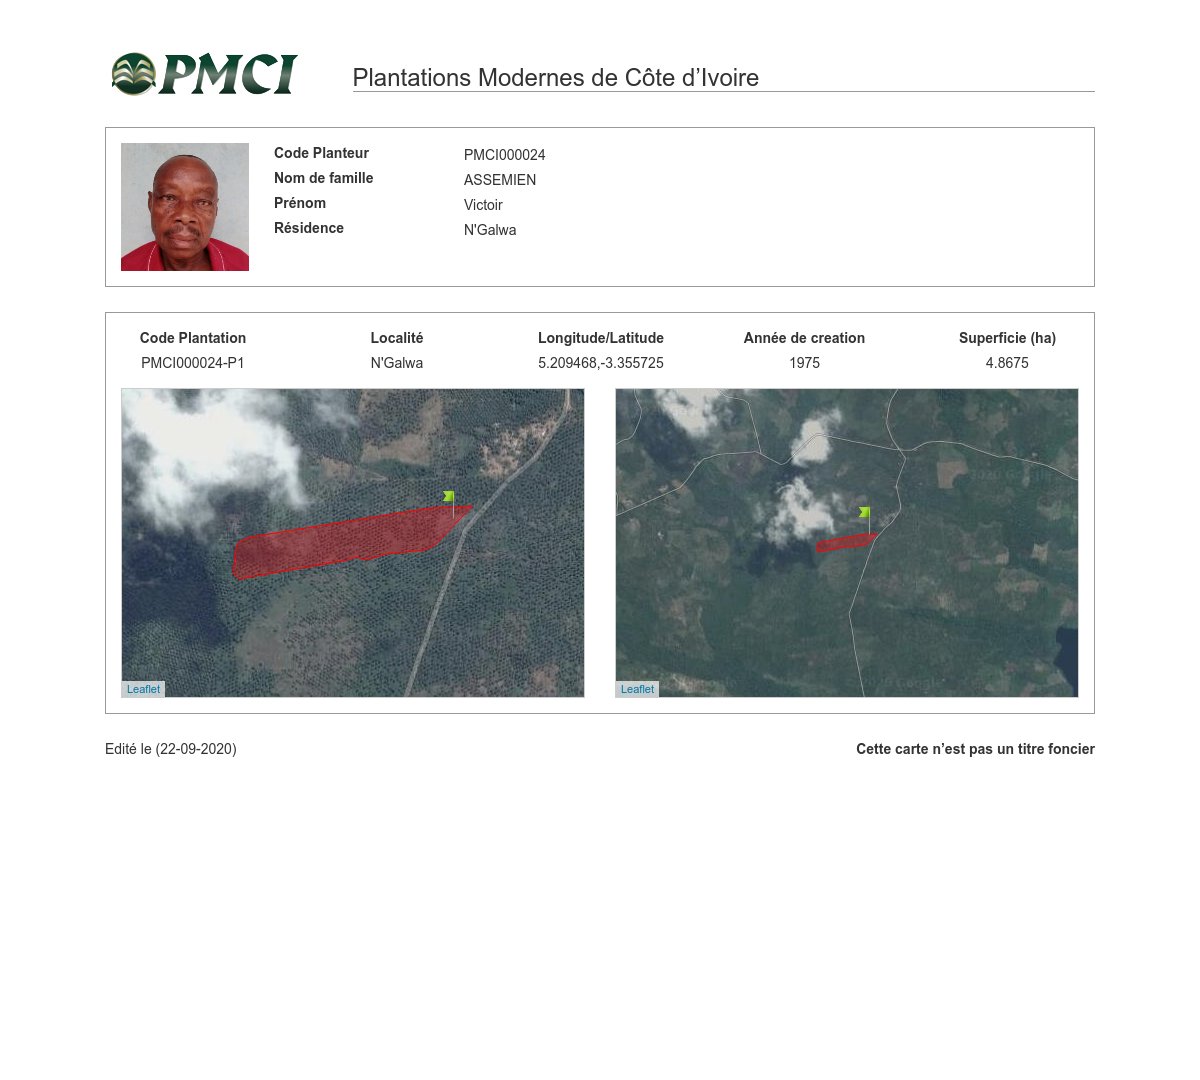 PMCI
Plantations Modernes de Côte d’Ivoire
Code Planteur PMCI000024
Nom de famille ASSEMIEN
Prénom Victoir
Résidence N'Galwa
Code Plantation Localité Longitude/Latitude Année de creation Superficie (ha)
PMCI000024-P1 N'Galwa 5.209468,-3.355725 1975 4.8675
Leaflet Leaflet
Edité le (22-09-2020) Cette carte n’est pas un titre foncier